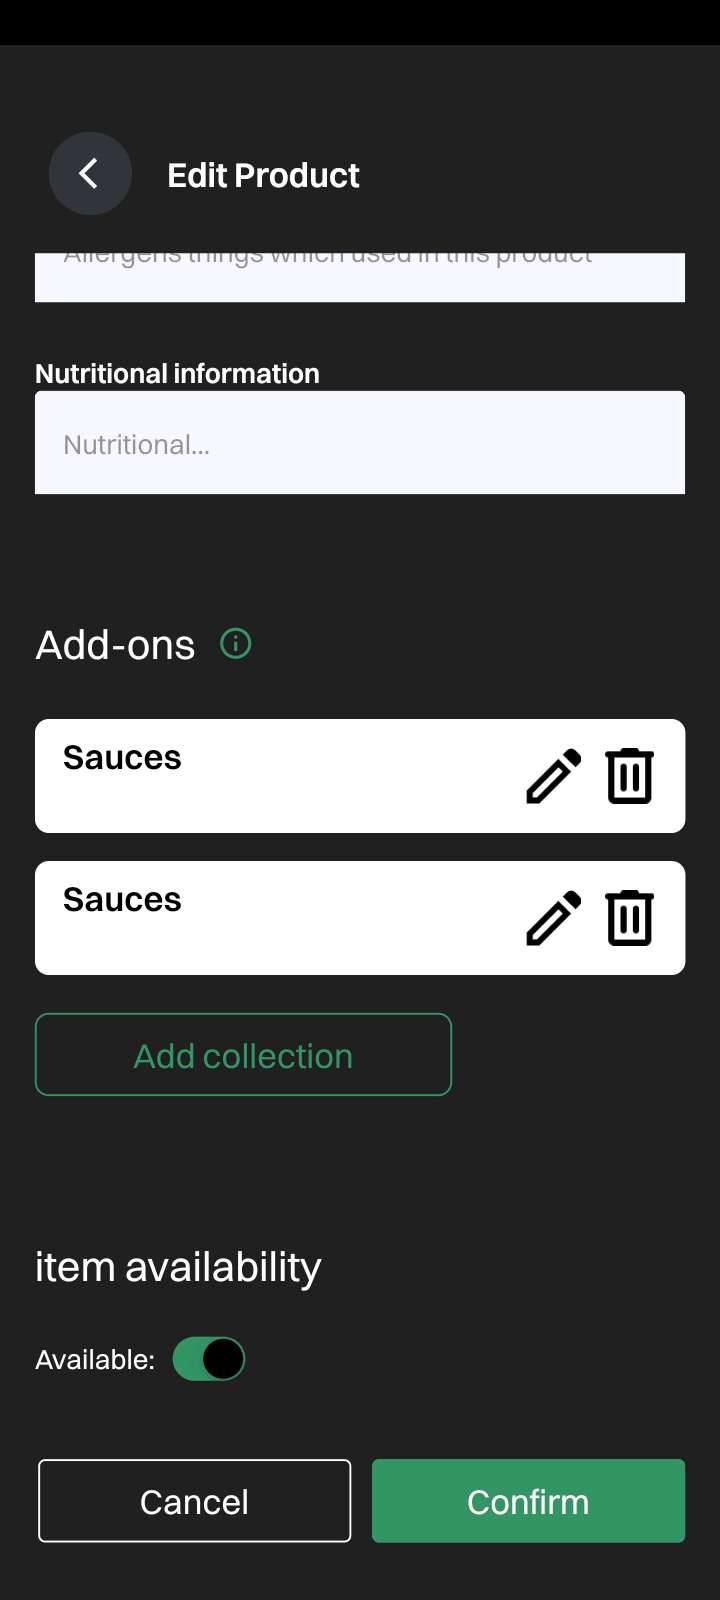 Edit Product
Allergens things which used in this product
Nutritional information
Nutritional...
Add-ons
Sauces
Sauces
Add collection
item availability
Available:
Cancel
Confirm